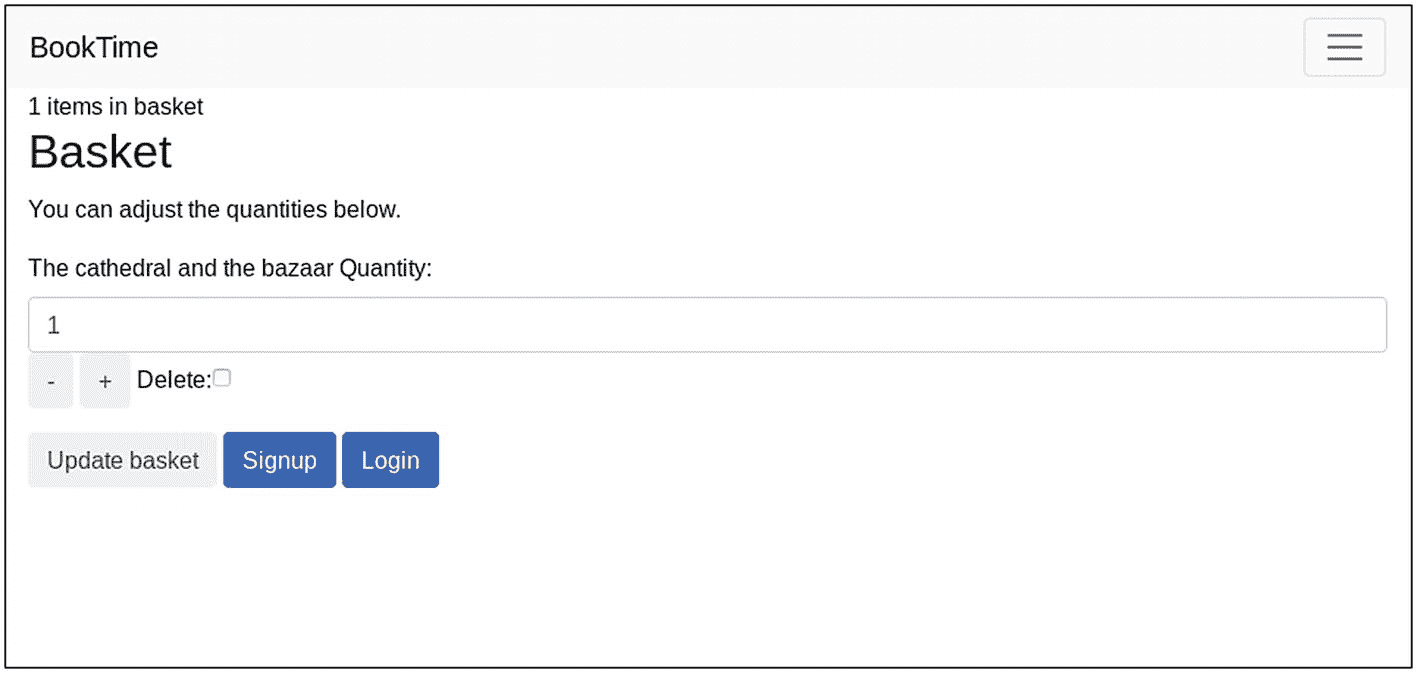 BookTime
1 items in basket
Basket
You can adjust the quantities below.
The cathedral and the bazaar Quantity:
1
- + Delete:
Update basket Signup Login